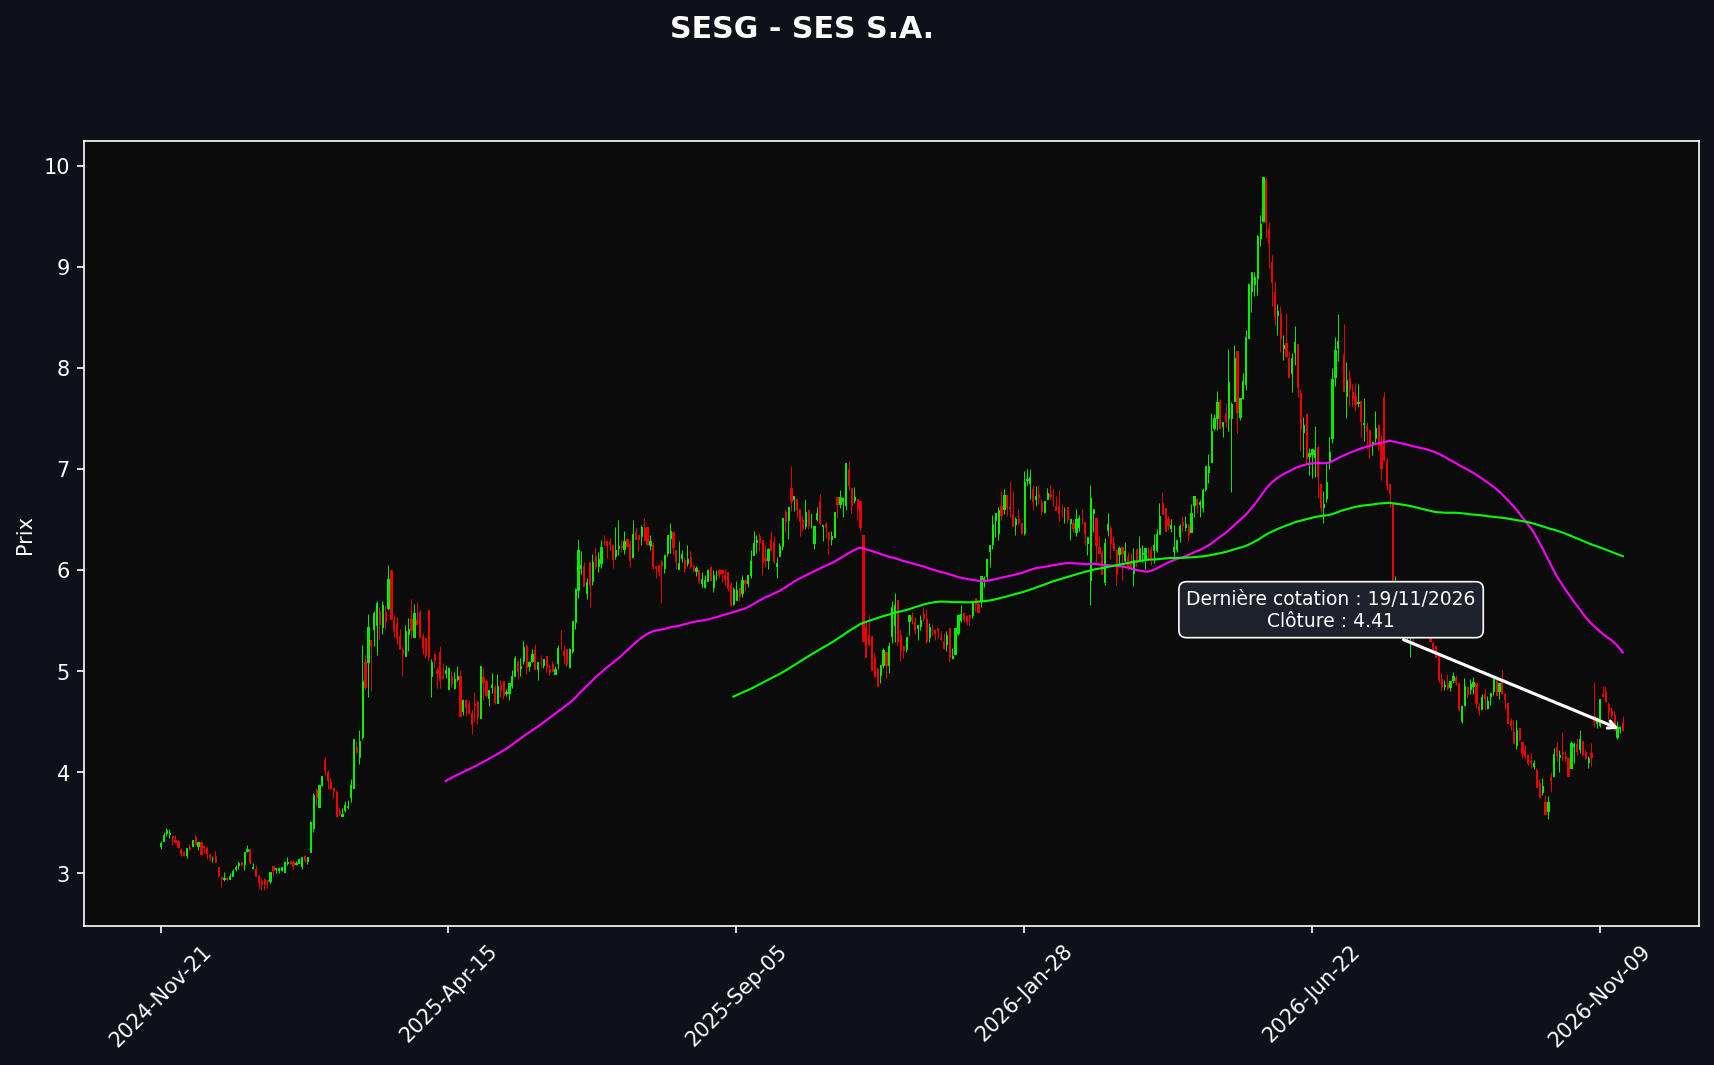 SESG - SES S.A.
Prix
10
9
8
7
6
5
4
3
Dernière cotation : 19/11/2026
Clôture : 4.41
2024-Nov-21
2025-Apr-15
2025-Sep-05
2026-Jan-28
2026-Jun-22
2026-Nov-09